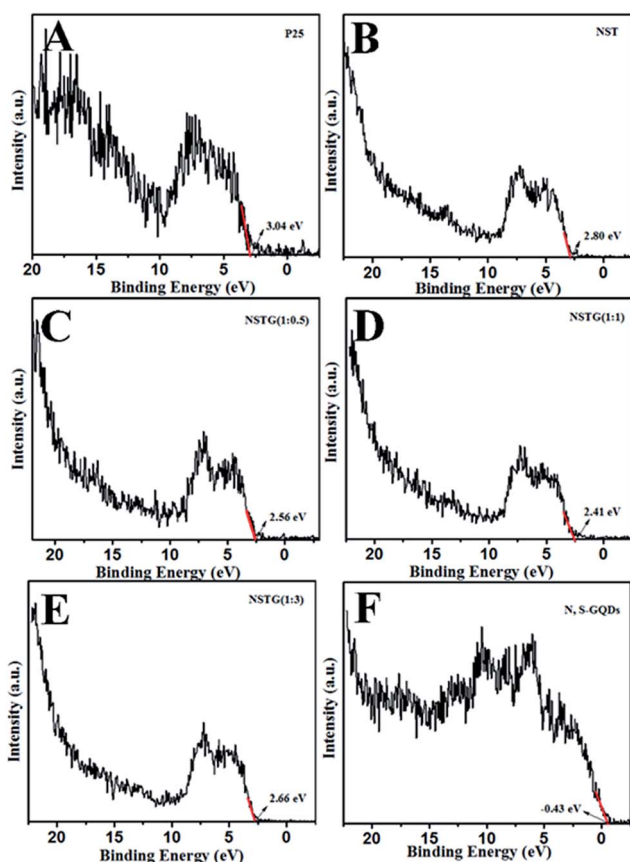 A
P25
3.04 eV
Intensity (a.u.)
20 15 10 5 0
Binding Energy (eV)
B
NST
2.80 eV
Intensity (a.u.)
20 15 10 5 0
Binding Energy (eV)
C
NSTG(1:0.5)
2.56 eV
Intensity (a.u.)
20 15 10 5 0
Binding Energy (eV)
D
NSTG(1:1)
2.41 eV
Intensity (a.u.)
20 15 10 5 0
Binding Energy (eV)
E
NSTG(1:3)
2.66 eV
Intensity (a.u.)
20 15 10 5 0
Binding Energy (eV)
F
N, S-GQDs
-0.43 eV
Intensity (a.u.)
20 15 10 5 0
Binding Energy (eV)